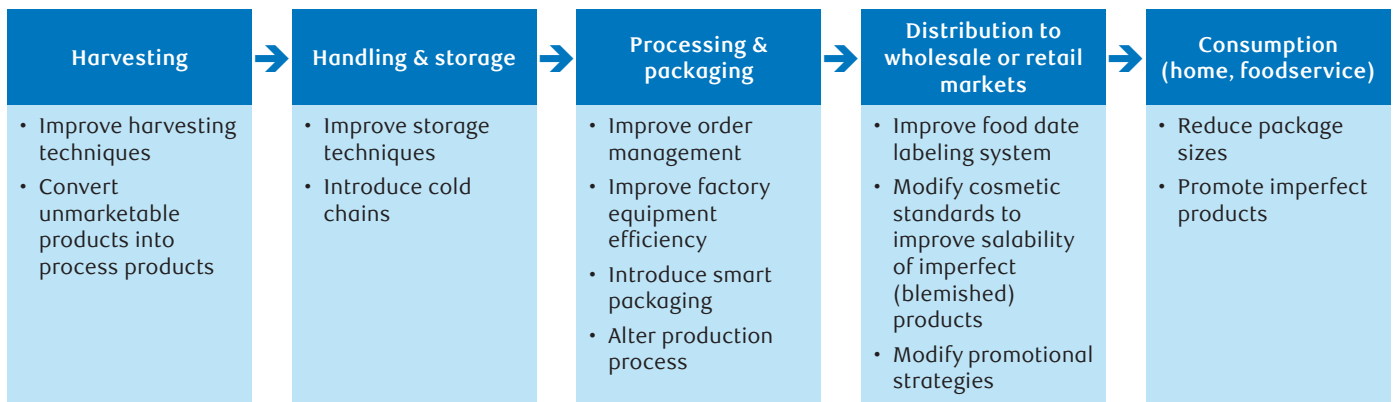 Harvesting
• Improve harvesting
techniques
• Convert
unmarketable
products into
process products
Handling & storage
• Improve storage
techniques
• Introduce cold
chains
Processing &
packaging
• Improve order
management
• Improve factory
equipment
efficiency
• Introduce smart
packaging
• Alter production
process
Distribution to
wholesale or retail
markets
• Improve food date
labeling system
• Modify cosmetic
standards to
improve salability
of imperfect
(blemished)
products
• Modify promotional
strategies
Consumption
(home, foodservice)
• Reduce package
sizes
• Promote imperfect
products